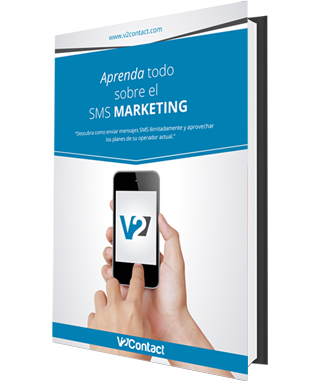 www.v2contact.com
Aprenda todo
sobre el
SMS MARKETING
"Descubra como enviar mensajes SMS ilimitadamente y aprovechar
los planes de su operador actual."
V2
V2Contact